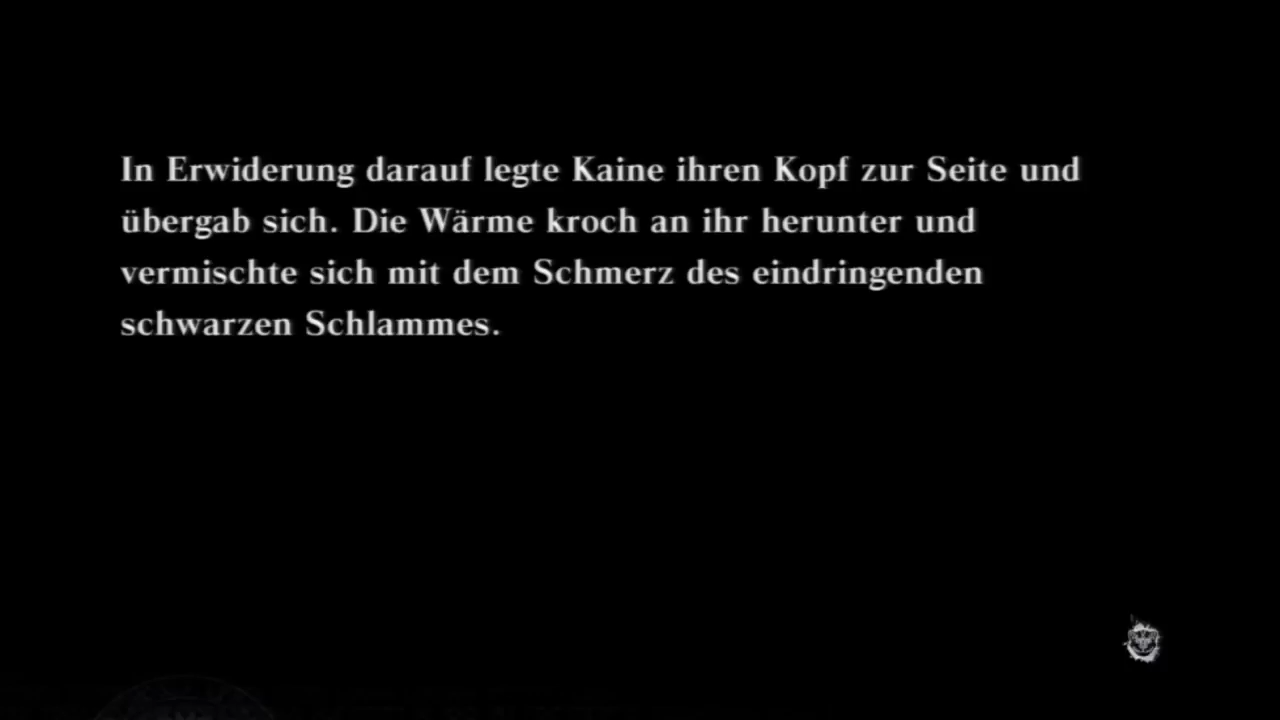 In Erwiderung darauf legte Kaine ihren Kopf zur Seite und
übergab sich. Die Wärme kroch an ihr herunter und
vermischte sich mit dem Schmerz des eindringenden
schwarzen Schlammes.